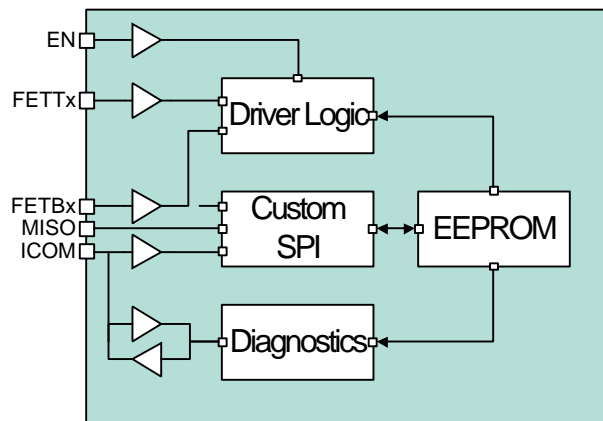 EN
FETTx
Driver Logic
FETBx
MISO
ICOM
Custom
SPI
EEPROM
Diagnostics